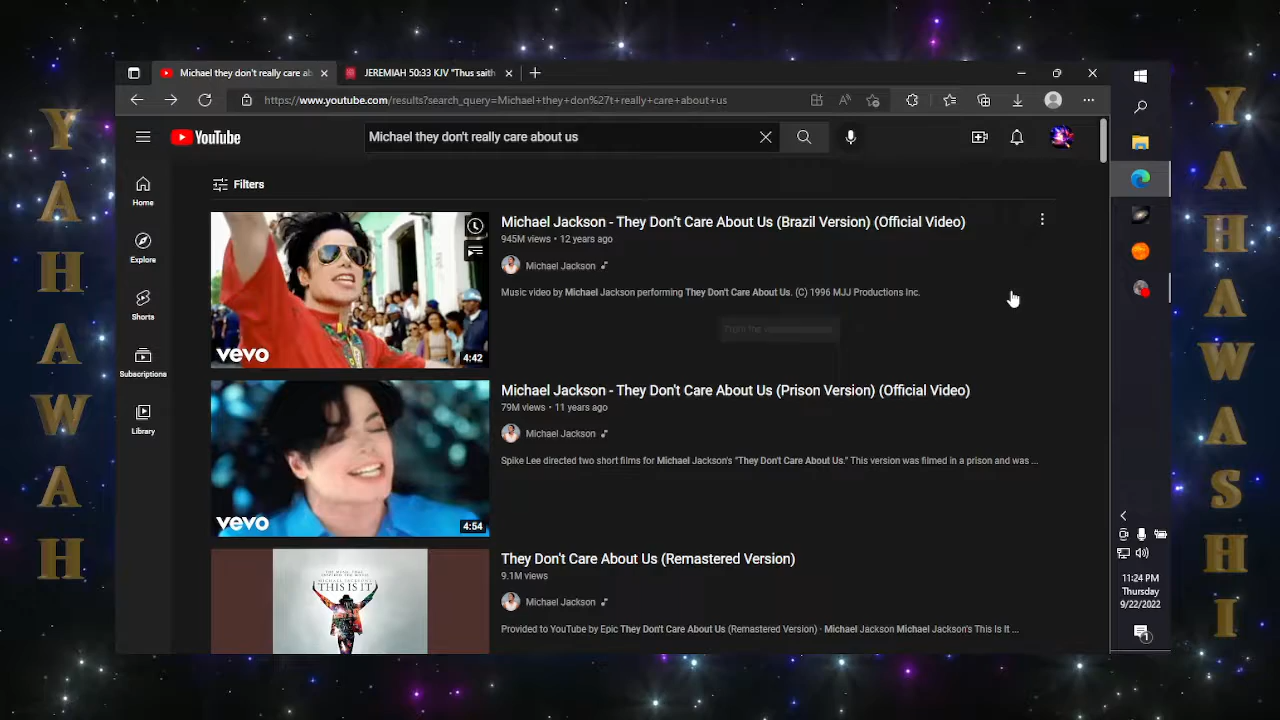 YAHAWAH
Michael they don't really care ab
JEREMIAH 50:33 KJV "Thus saith
https://www.youtube.com/results?search_query=Michael+they+don%27t+really+care+about+us
YouTube
Michael they don't really care about us
Filters
Home
Explore
Shorts
Subscriptions
Library
Michael Jackson - They Don't Care About Us (Brazil Version) (Official Video)
945M views • 12 years ago
Michael Jackson
Music video by Michael Jackson performing They Don't Care About Us. (C) 1996 MJJ Productions Inc.
From the
vevo
4:42
Michael Jackson - They Don't Care About Us (Prison Version) (Official Video)
79M views • 11 years ago
Michael Jackson
Spike Lee directed two short films for Michael Jackson's "They Don't Care About Us." This version was filmed in a prison and was ...
vevo
4:54
They Don't Care About Us (Remastered Version)
9.1M views
Michael Jackson
Provided to YouTube by Epic They Don't Care About Us (Remastered Version) · Michael Jackson Michael Jackson's This Is It ...
THIS IS IT
11:24 PM
Thursday
9/22/2022
1
YAHAWASHI